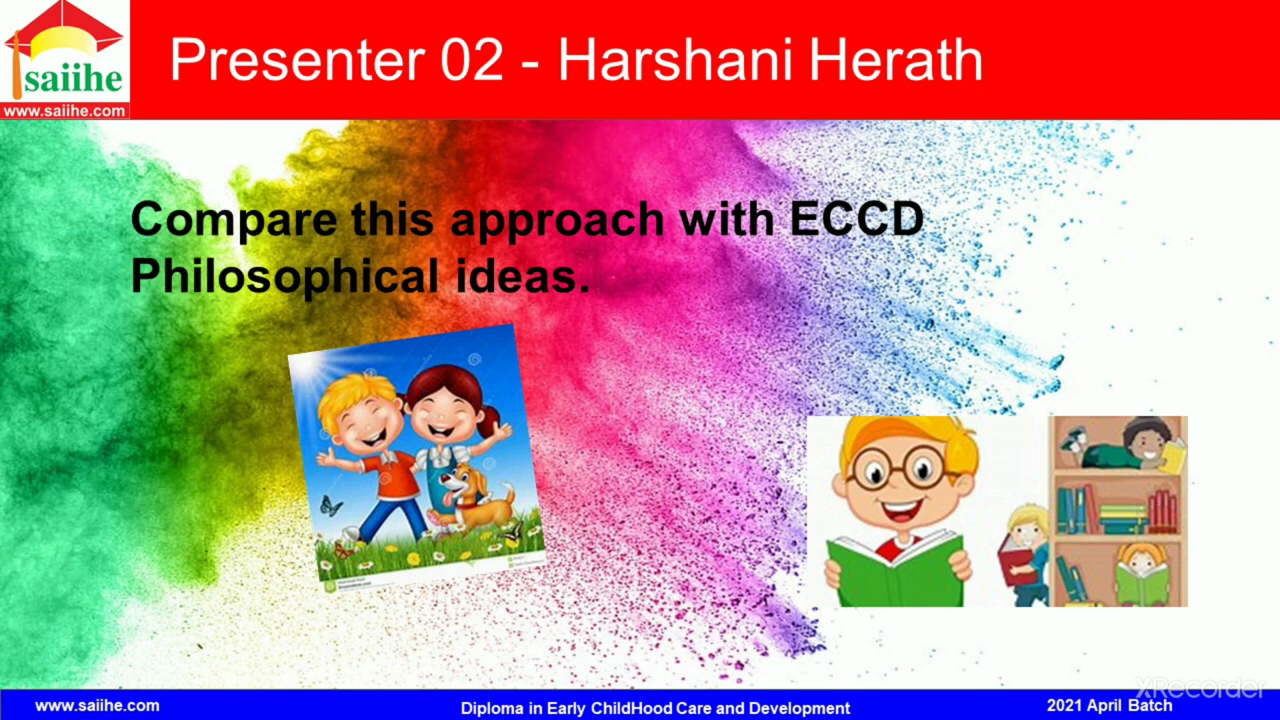 saiihe
www.saiihe.com
Presenter 02 - Harshani Herath
Compare this approach with ECCD
Philosophical ideas.
www.saiihe.com
Diploma in Early ChildHood Care and Development
2021 April Batch
XRecorder